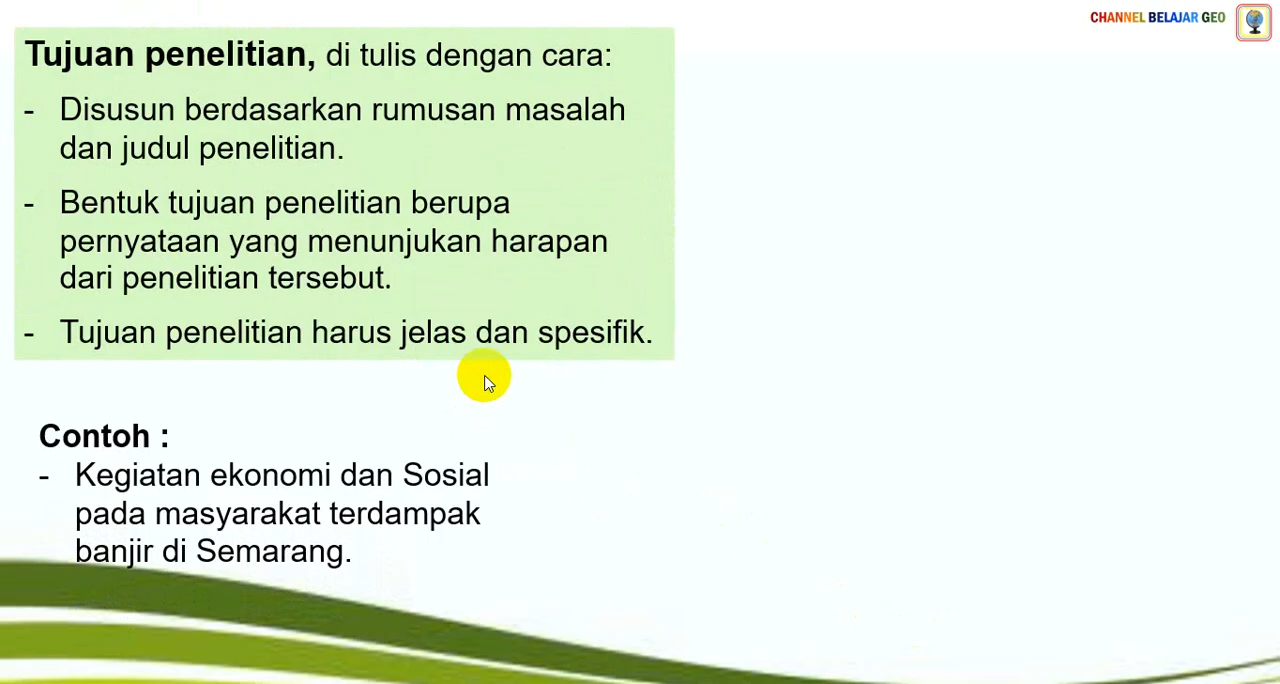 CHANNEL BELAJAR GEO
Tujuan penelitian, di tulis dengan cara:
- Disusun berdasarkan rumusan masalah
dan judul penelitian.
- Bentuk tujuan penelitian berupa
pernyataan yang menunjukan harapan
dari penelitian tersebut.
- Tujuan penelitian harus jelas dan spesifik.
Contoh :
- Kegiatan ekonomi dan Sosial
pada masyarakat terdampak
banjir di Semarang.